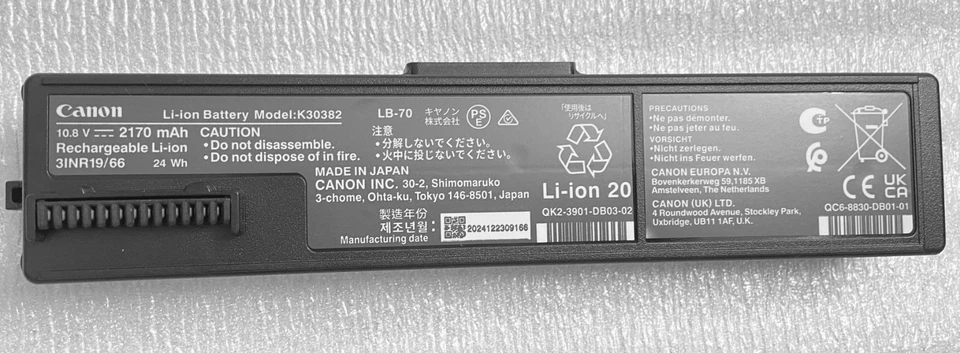 Canon Li-ion Battery Model:K30382 LB-70
キヤノン
株式会社
PS
E
10.8 V 2170 mAh
Rechargeable Li-ion
3INR19/66 24 Wh
CAUTION
•Do not disassemble.
•Do not dispose of in fire.
注意
•分解しないでください。
•火中に投じないでください。
「使用後は
リサイクルへ」
MADE IN JAPAN
CANON INC. 30-2, Shimomaruko
3-chome, Ohta-ku, Tokyo 146-8501, Japan
Li-ion 20
製造年份
제조년월:
Manufacturing date
2024122309166
QK2-3901-DB03-02
PRECAUTIONS
•Ne pas démonter.
•Ne pas jeter au feu.
VORSICHT
•Nicht zerlegen.
•Nicht ins Feuer werfen.
CANON EUROPA N.V.
Bovenkerkerweg 59,1185 XB
Amstelveen, The Netherlands
CANON (UK) LTD.
4 Roundwood Avenue, Stockley Park,
Uxbridge, UB11 1AF, U.K.
TP
Li-ion
CE
UK
CA
QC6-8830-DB01-01